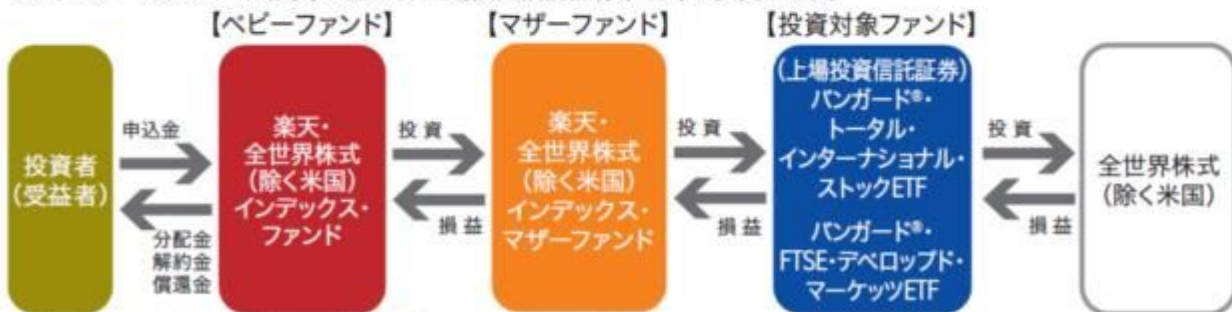 【ベビーファンド】
【マザーファンド】
【投資対象ファンド】
投資者
(受益者)
申込金
分配金
解約金
償還金
楽天・
全世界株式
(除く米国)
インデックス・
ファンド
投資
損益
楽天・
全世界株式
(除く米国)
インデックス・
マザーファンド
投資
損益
(上場投資信託証券)
バンガード®・
トータル・
インターナショナル・
ストックETF
バンガード®・
FTSE・デベロップド・
マーケッツETF
投資
損益
全世界株式
(除く米国)